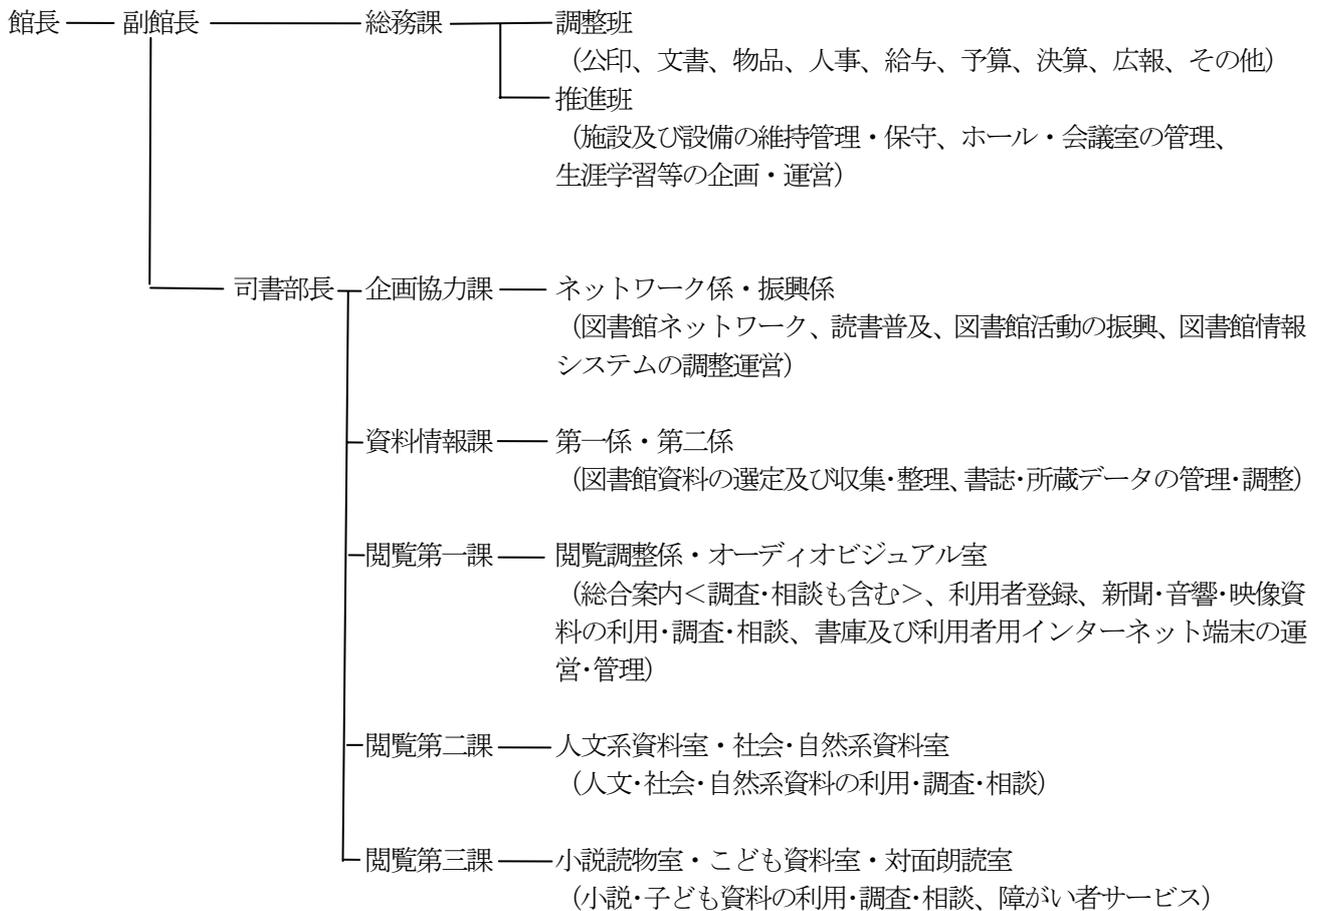 館長 副館長 総務課 調整班
（公印、文書、物品、人事、給与、予算、決算、広報、その他）
推進班
（施設及び設備の維持管理・保守、ホール・会議室の管理、
生涯学習等の企画・運営）
司書部長 企画協力課 ネットワーク係・振興係
（図書館ネットワーク、読書普及、図書館活動の振興、図書館情報
システムの調整運営）
資料情報課 第一係・第二係
（図書館資料の選定及び収集・整理、書誌・所蔵データの管理・調整）
閲覧第一課 閲覧調整係・オーディオビジュアル室
（総合案内＜調査・相談も含む＞、利用者登録、新聞・音響・映像資
料の利用・調査・相談、書庫及び利用者用インターネット端末の運
営・管理）
閲覧第二課 人文系資料室・社会・自然系資料室
（人文・社会・自然系資料の利用・調査・相談）
閲覧第三課 小説読物室・こども資料室・対面朗読室
（小説・子ども資料の利用・調査・相談、障がい者サービス）